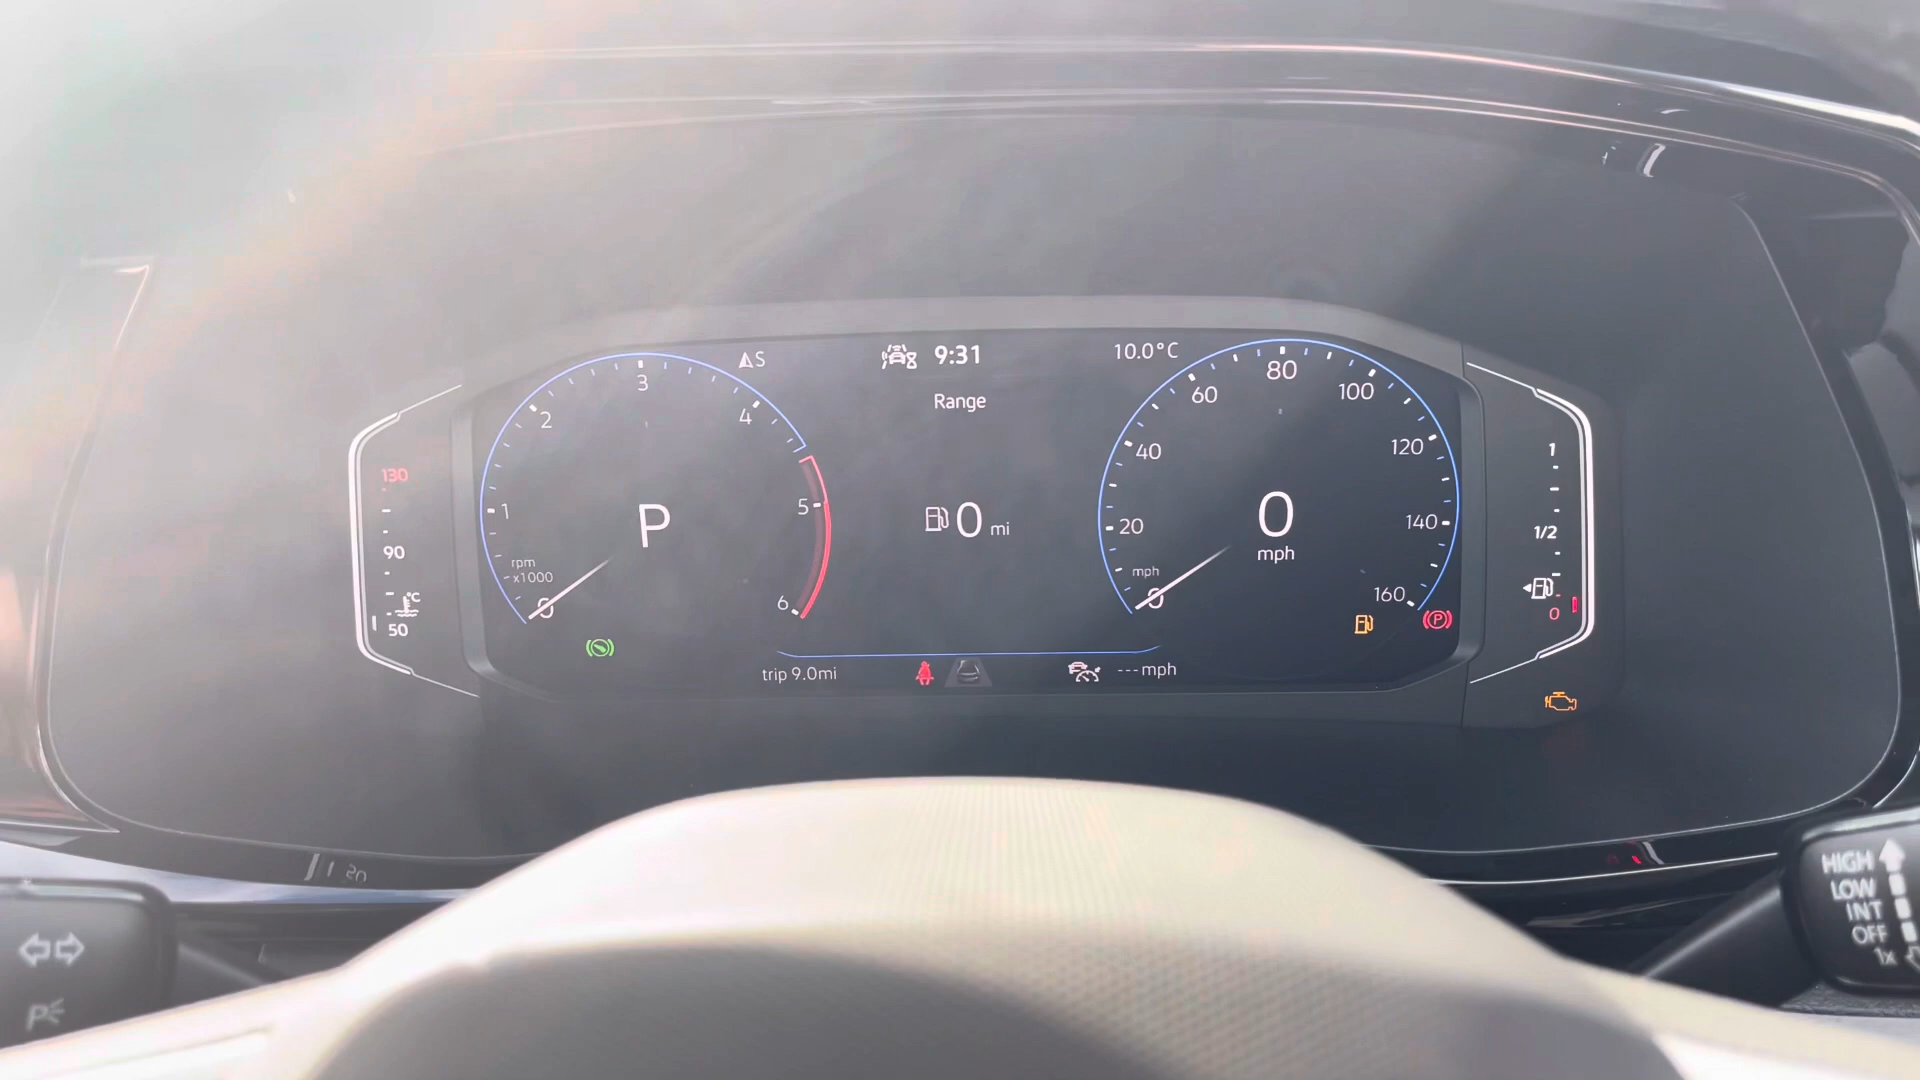 S
9:31
10.0°C
Range
130
90
°C
50
1
2
3
4
5
6
0
rpm
x1000
P
0 mi
20
40
60
80
100
120
140
160
0
mph
0
mph
1
1/2
0
P
trip 9.0mi
--- mph
HIGH
LOW
INT
OFF
1x
P